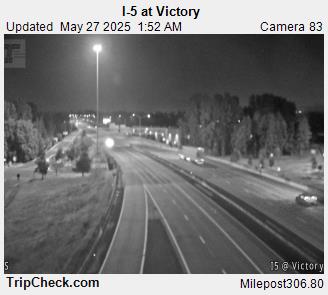 I-5 at Victory
Updated May 27 2025 1:52 AM Camera 83
S I5 @ Victory
TripCheck.com Milepost306.80